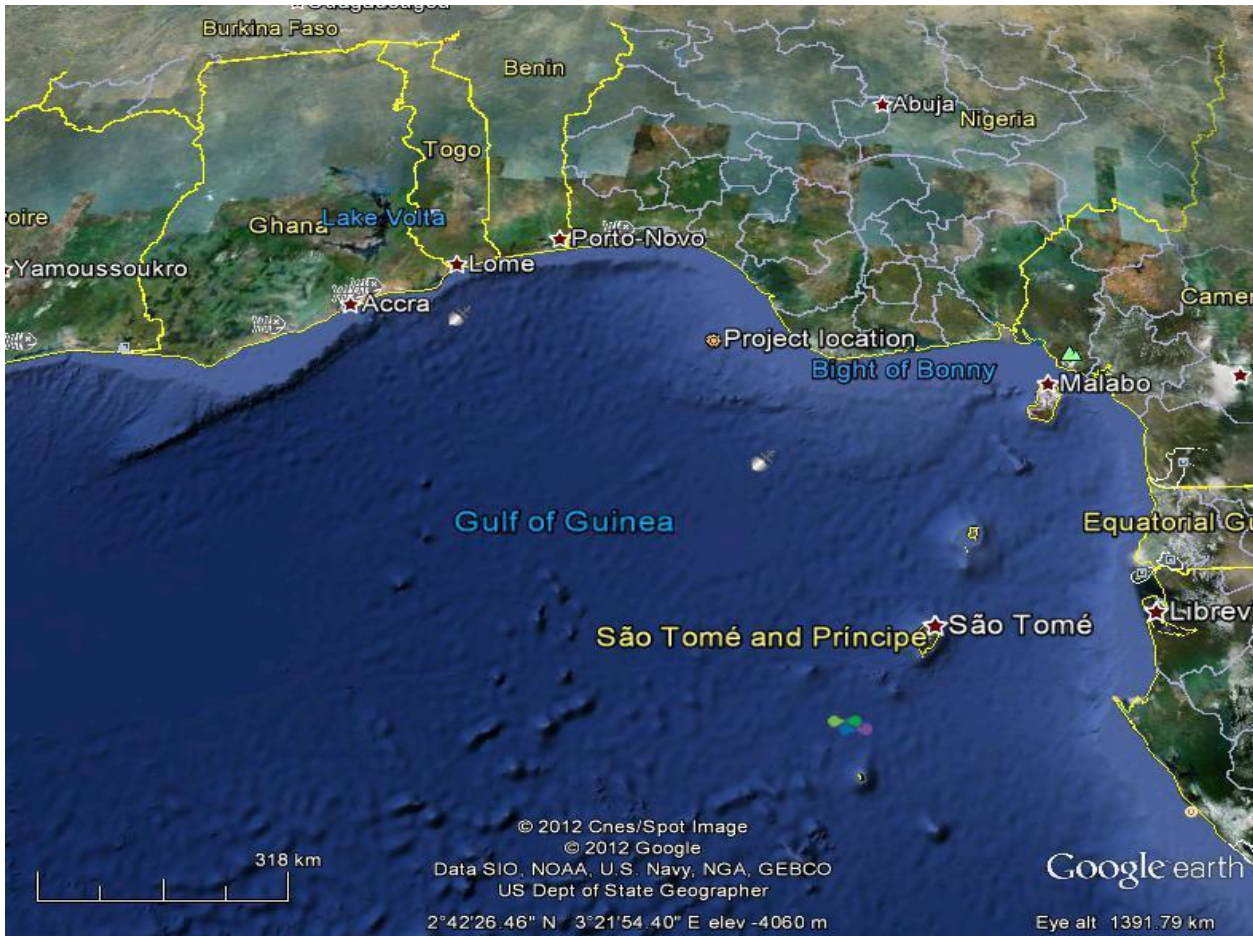 Burkina Faso
Benin
Abuja
Nigeria
Togo
Ghana
Lake Volta
Porto-Novo
Yamoussoukro
Lome
Accra
Camer
Project location
Bight of Bonny
Malabo
Gulf of Guinea
Equatorial Gu
São Tomé and Príncipe
São Tomé
Librev
© 2012 Cnes/Spot Image
© 2012 Google
318 km
Data SIO, NOAA, U.S. Navy, NGA, GEBCO
US Dept of State Geographer
Google earth
2°42'26.46" N 3°21'54.40" E elev -4060 m
Eye alt 1391.79 km